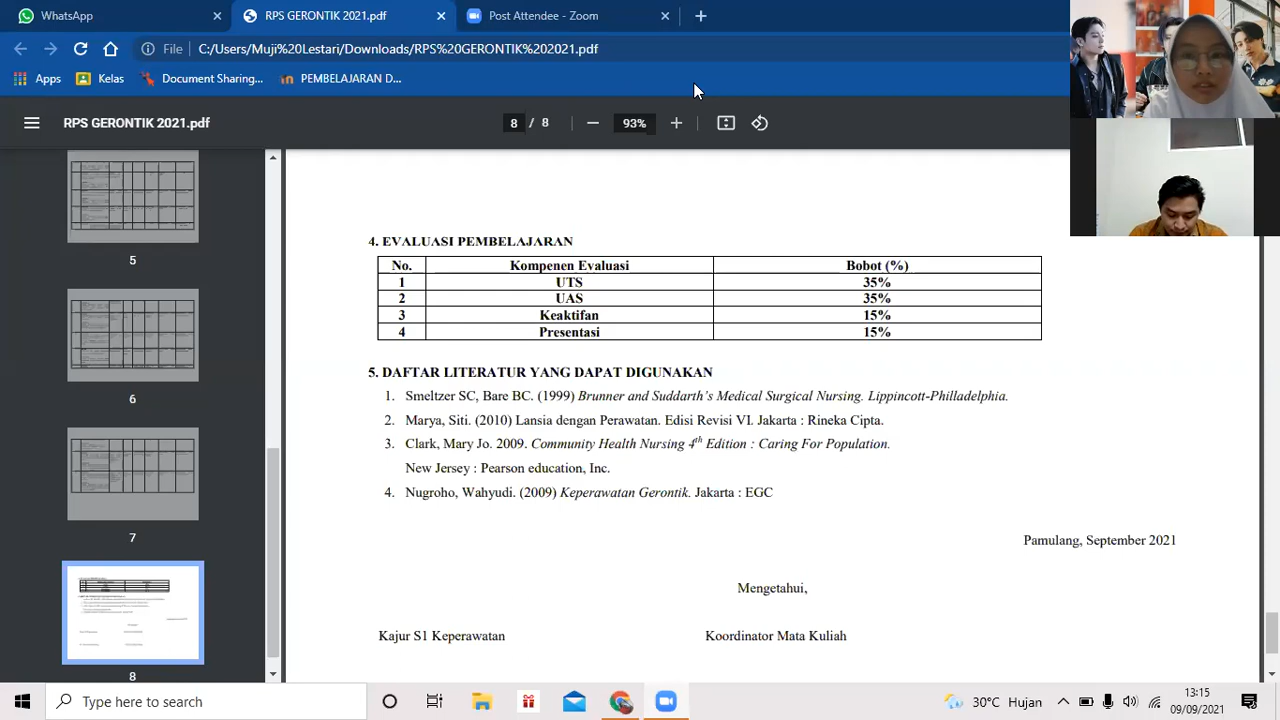 WhatsApp
RPS GERONTIK 2021.pdf
Post Attendee - Zoom
File C:/Users/Muji%20Lestari/Downloads/RPS%20GERONTIK%202021.pdf
Apps Kelas Document Sharing... PEMBELAJARAN D...
RPS GERONTIK 2021.pdf 8 / 8 93%
5
6
7
8
4. EVALUASI PEMBELAJARAN
No. Kompenen Evaluasi Bobot (%)
1 UTS 35%
2 UAS 35%
3 Keaktifan 15%
4 Presentasi 15%
5. DAFTAR LITERATUR YANG DAPAT DIGUNAKAN
1. Smeltzer SC, Bare BC. (1999) Brunner and Suddarth's Medical Surgical Nursing. Lippincott-Philladelphia.
2. Marya, Siti. (2010) Lansia dengan Perawatan. Edisi Revisi VI. Jakarta : Rineka Cipta.
3. Clark, Mary Jo. 2009. Community Health Nursing 4th Edition : Caring For Population.
New Jersey : Pearson education, Inc.
4. Nugroho, Wahyudi. (2009) Keperawatan Gerontik. Jakarta : EGC
Pamulang, September 2021
Mengetahui,
Kajur S1 Keperawatan Koordinator Mata Kuliah
Type here to search
30°C Hujan
13:15
09/09/2021